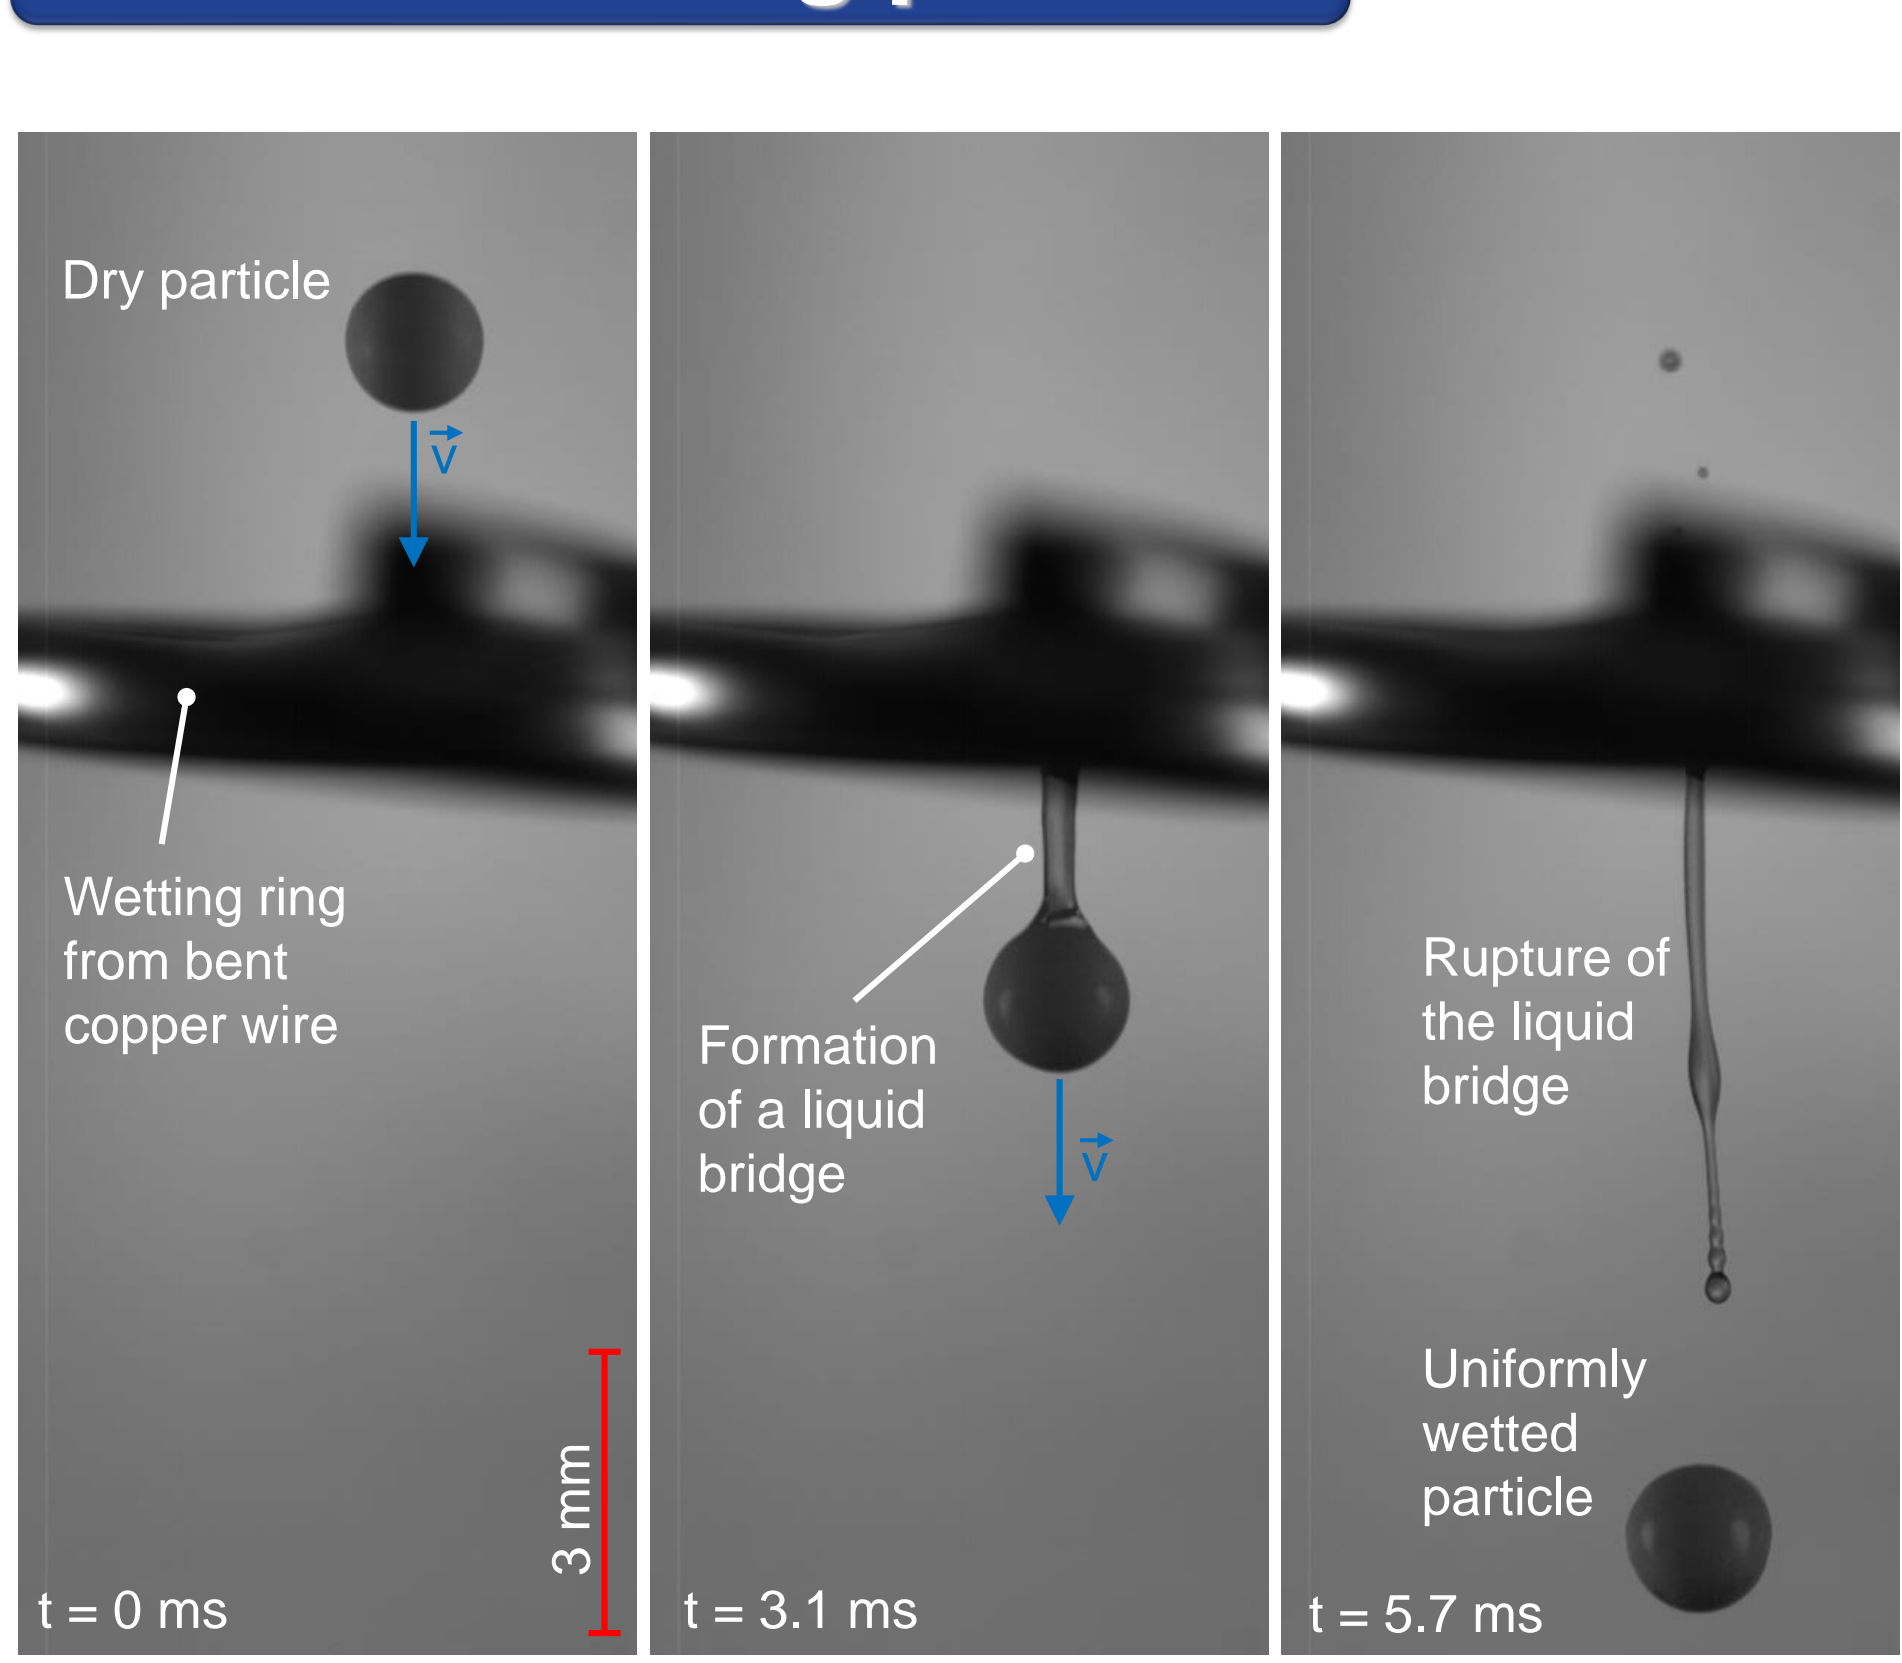 Dry particle
v
Wetting ring
from bent
copper wire
3 mm
t = 0 ms
Formation
of a liquid
bridge
v
t = 3.1 ms
Rupture of
the liquid
bridge
Uniformly
wetted
particle
t = 5.7 ms